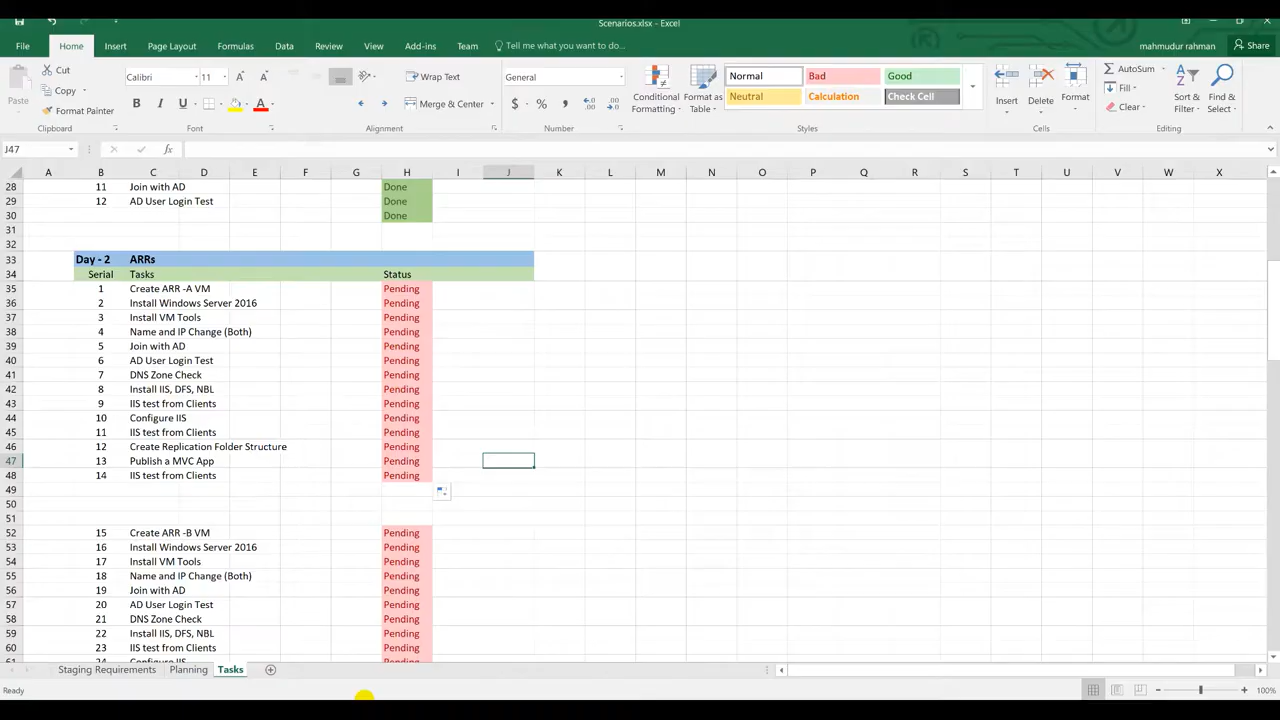 Scenarios.xlsx - Excel
File Home Insert Page Layout Formulas Data Review View Add-ins Team Tell me what you want to do... mahmudur rahman Share
Paste Cut Copy Format Painter Clipboard
Calibri 11 B I U Font
Wrap Text Merge & Center Alignment
General $ % Number
Conditional Formatting Format as Table
Normal Bad Good
Neutral Calculation Check Cell
Styles
Insert Delete Format Cells
AutoSum Fill Clear Sort & Filter Find & Select Editing
J47 fx
A B C D E F G H I J K L M N O P Q R S T U V W X
28 11 Join with AD Done
29 12 AD User Login Test Done
30 Done
31
32
33 Day - 2 ARRs
34 Serial Tasks Status
35 1 Create ARR -A VM Pending
36 2 Install Windows Server 2016 Pending
37 3 Install VM Tools Pending
38 4 Name and IP Change (Both) Pending
39 5 Join with AD Pending
40 6 AD User Login Test Pending
41 7 DNS Zone Check Pending
42 8 Install IIS, DFS, NBL Pending
43 9 IIS test from Clients Pending
44 10 Configure IIS Pending
45 11 IIS test from Clients Pending
46 12 Create Replication Folder Structure Pending
47 13 Publish a MVC App Pending
48 14 IIS test from Clients Pending
49
50
51
52 15 Create ARR -B VM Pending
53 16 Install Windows Server 2016 Pending
54 17 Install VM Tools Pending
55 18 Name and IP Change (Both) Pending
56 19 Join with AD Pending
57 20 AD User Login Test Pending
58 21 DNS Zone Check Pending
59 22 Install IIS, DFS, NBL Pending
60 23 IIS test from Clients Pending
61 24 Configure IIS Pending
Staging Requirements Planning Tasks
Ready 100%